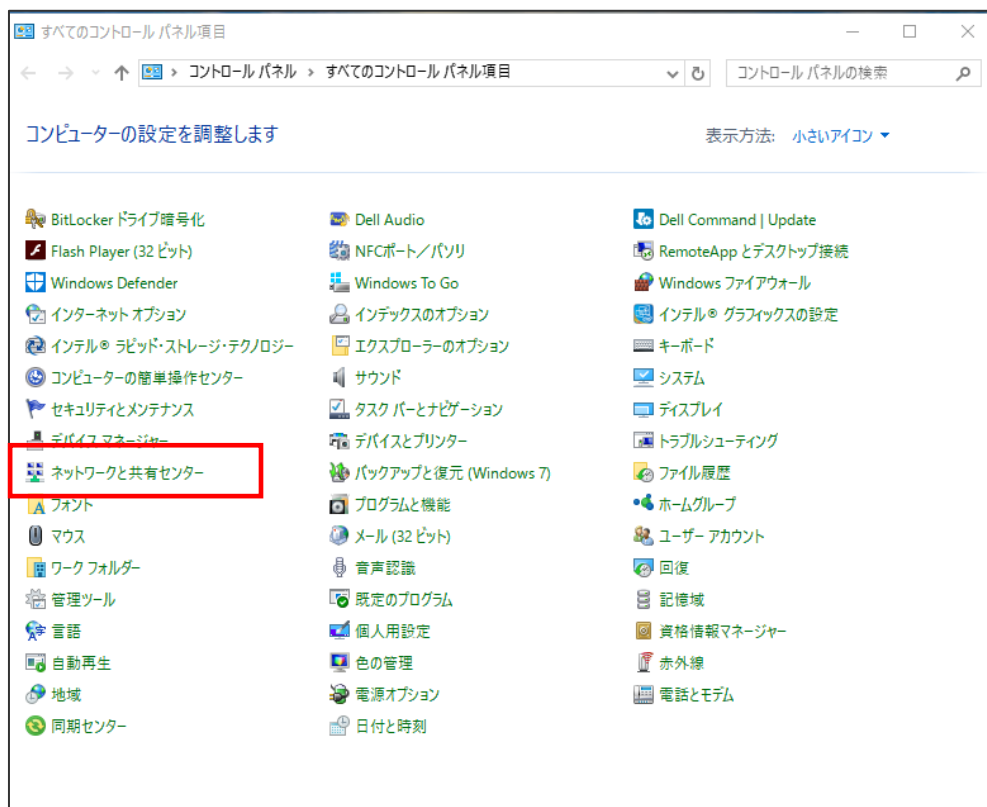 すべてのコントロール パネル項目
コントロール パネル › すべてのコントロール パネル項目
コントロール パネルの検索
コンピューターの設定を調整します
表示方法: 小さいアイコン
BitLocker ドライブ暗号化
Dell Audio
Dell Command | Update
Flash Player (32 ビット)
NFCポート／パソリ
RemoteApp とデスクトップ接続
Windows Defender
Windows To Go
Windows ファイアウォール
インターネット オプション
インデックスのオプション
インテル® グラフィックスの設定
インテル® ラピッド・ストレージ・テクノロジー
エクスプローラーのオプション
キーボード
コンピューターの簡単操作センター
サウンド
システム
セキュリティとメンテナンス
タスク バーとナビゲーション
ディスプレイ
デバイス マネージャー
デバイスとプリンター
トラブルシューティング
ネットワークと共有センター
バックアップと復元 (Windows 7)
ファイル履歴
フォント
プログラムと機能
ホームグループ
マウス
メール (32 ビット)
ユーザー アカウント
ワーク フォルダー
音声認識
回復
管理ツール
既定のプログラム
記憶域
言語
個人用設定
資格情報マネージャー
自動再生
色の管理
赤外線
地域
電源オプション
電話とモデム
同期センター
日付と時刻